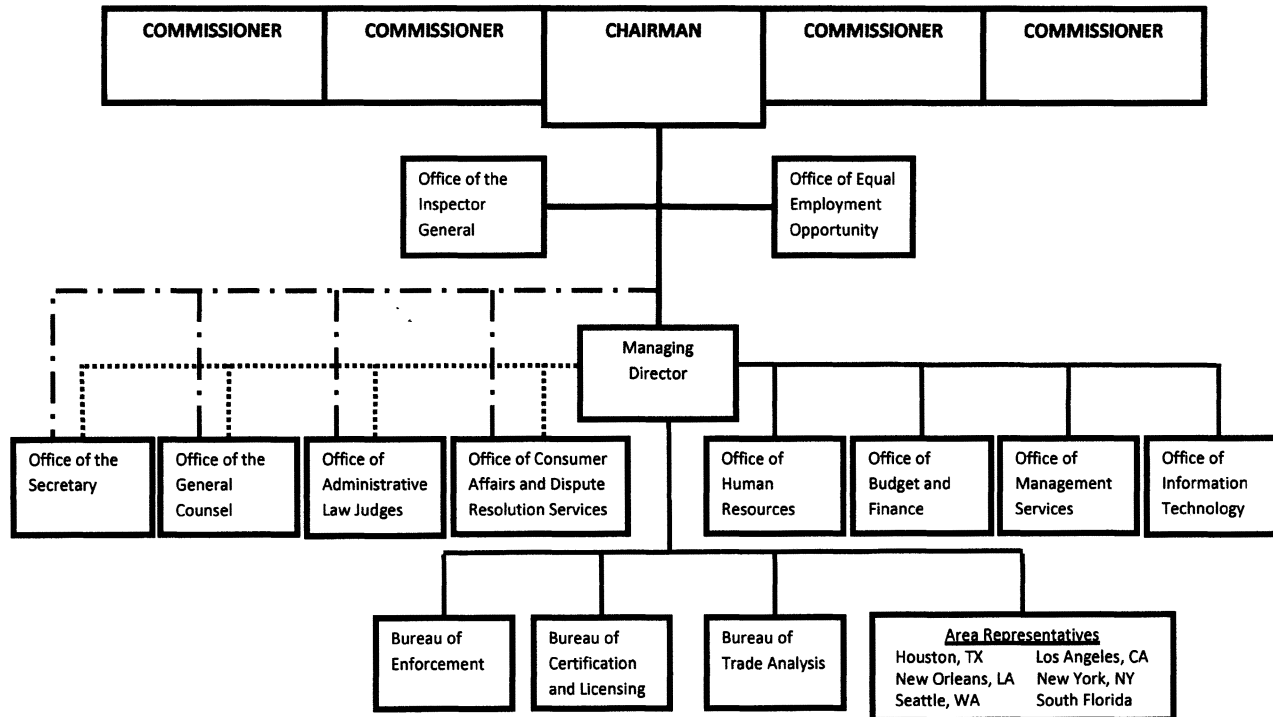 COMMISSIONER
COMMISSIONER
CHAIRMAN
COMMISSIONER
COMMISSIONER
Office of the
Inspector
General
Office of Equal
Employment
Opportunity
Managing
Director
Office of the
Secretary
Office of the
General
Counsel
Office of
Administrative
Law Judges
Office of Consumer
Affairs and Dispute
Resolution Services
Office of
Human
Resources
Office of
Budget and
Finance
Office of
Management
Services
Office of
Information
Technology
Bureau of
Enforcement
Bureau of
Certification
and Licensing
Bureau of
Trade Analysis
Area Representatives
Houston, TX Los Angeles, CA
New Orleans, LA New York, NY
Seattle, WA South Florida